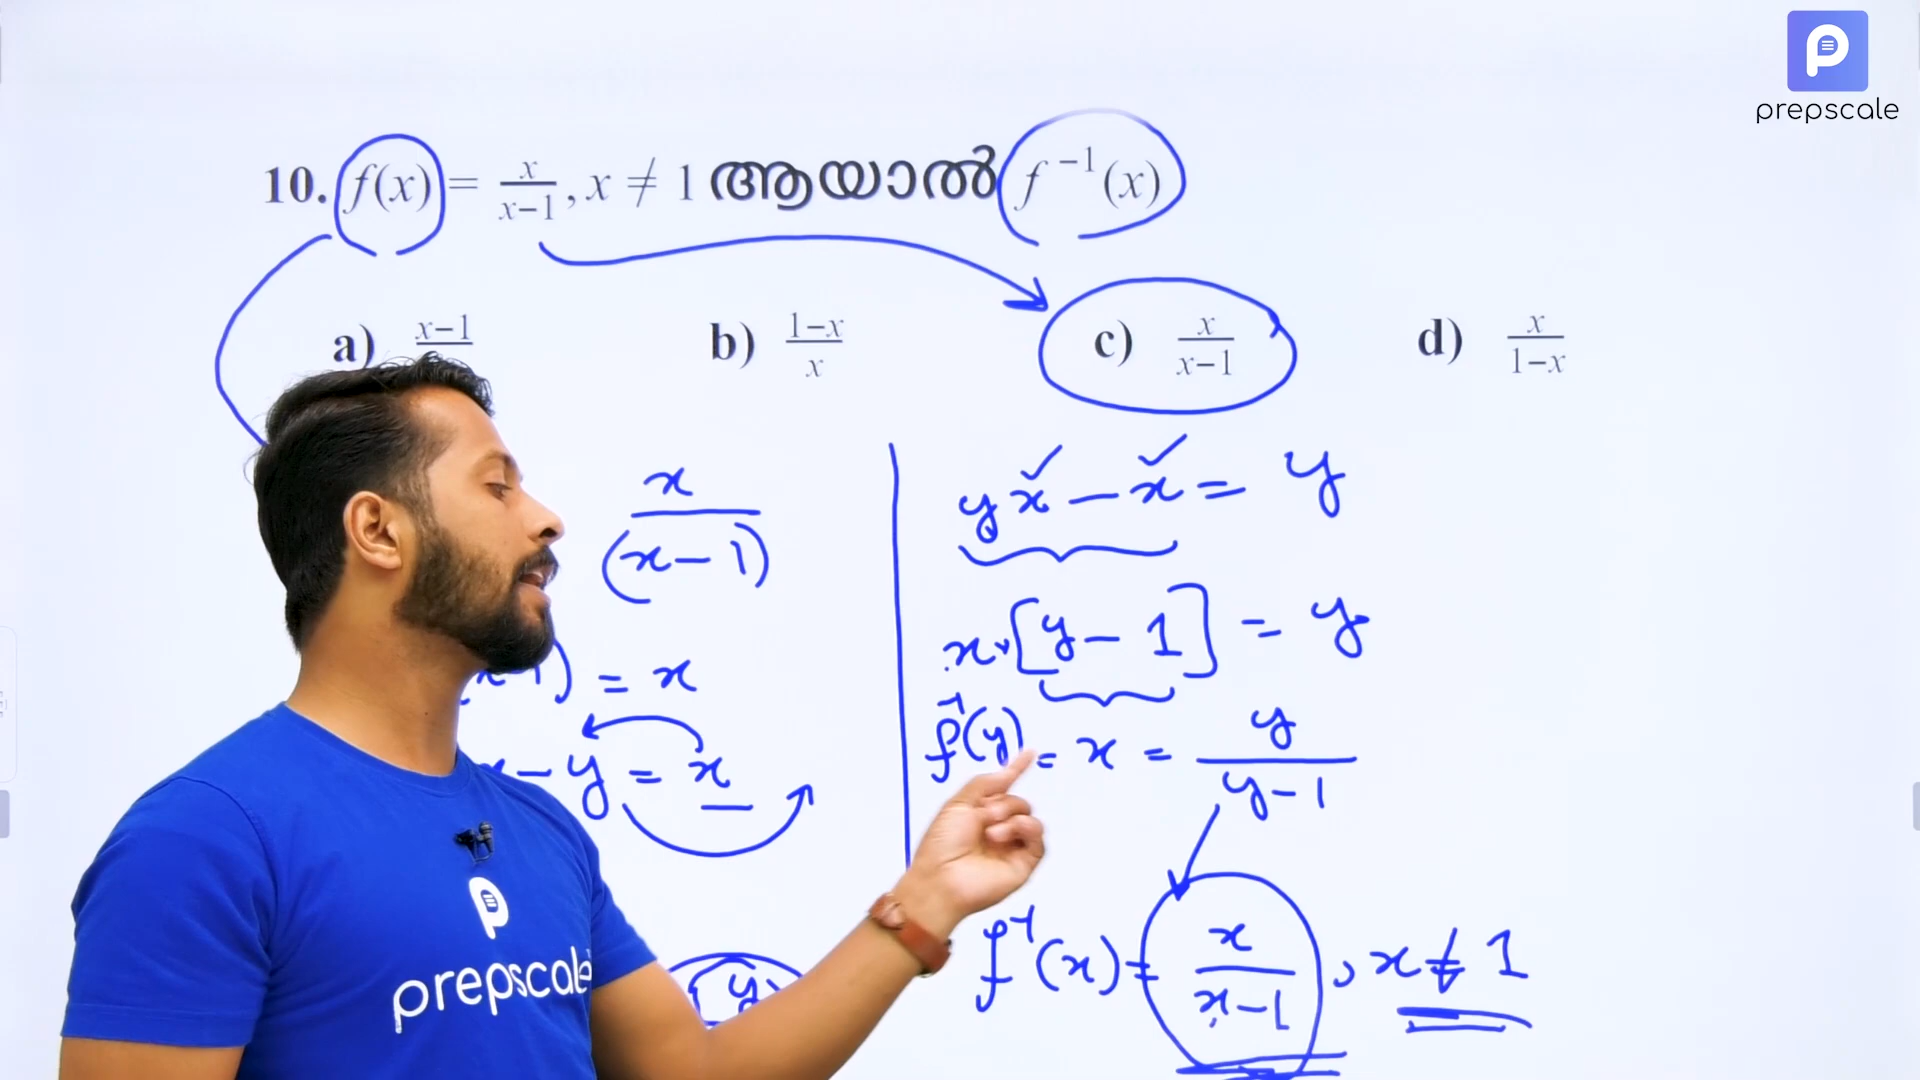 prepscale
10. f(x) = x/(x−1), x ≠ 1 ആയാൽ f⁻¹(x)
a) x−1
b) (1−x)/x
c) x/(x−1)
d) x/(1−x)
x/(x−1)
= x
− y = x
y
yx − x = y
x[y − 1] = y
f⁻¹(y) = x = y/(y−1)
f⁻¹(x) = x/(x−1), x ≠ 1
prepscale